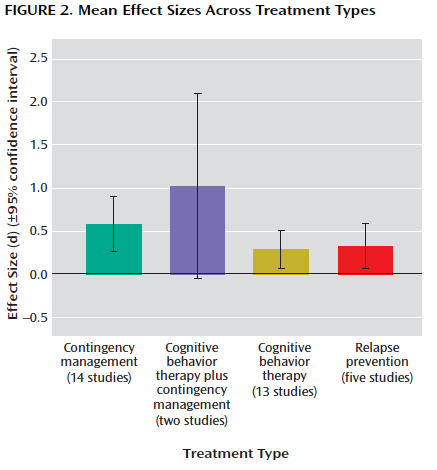 FIGURE 2. Mean Effect Sizes Across Treatment Types
Effect Size (d) (±95% confidence interval)
2.5
2.0
1.5
1.0
0.5
0.0
–0.5
Contingency
management
(14 studies)
Cognitive
behavior
therapy plus
contingency
management
(two studies)
Cognitive
behavior
therapy
(13 studies)
Relapse
prevention
(five studies)
Treatment Type